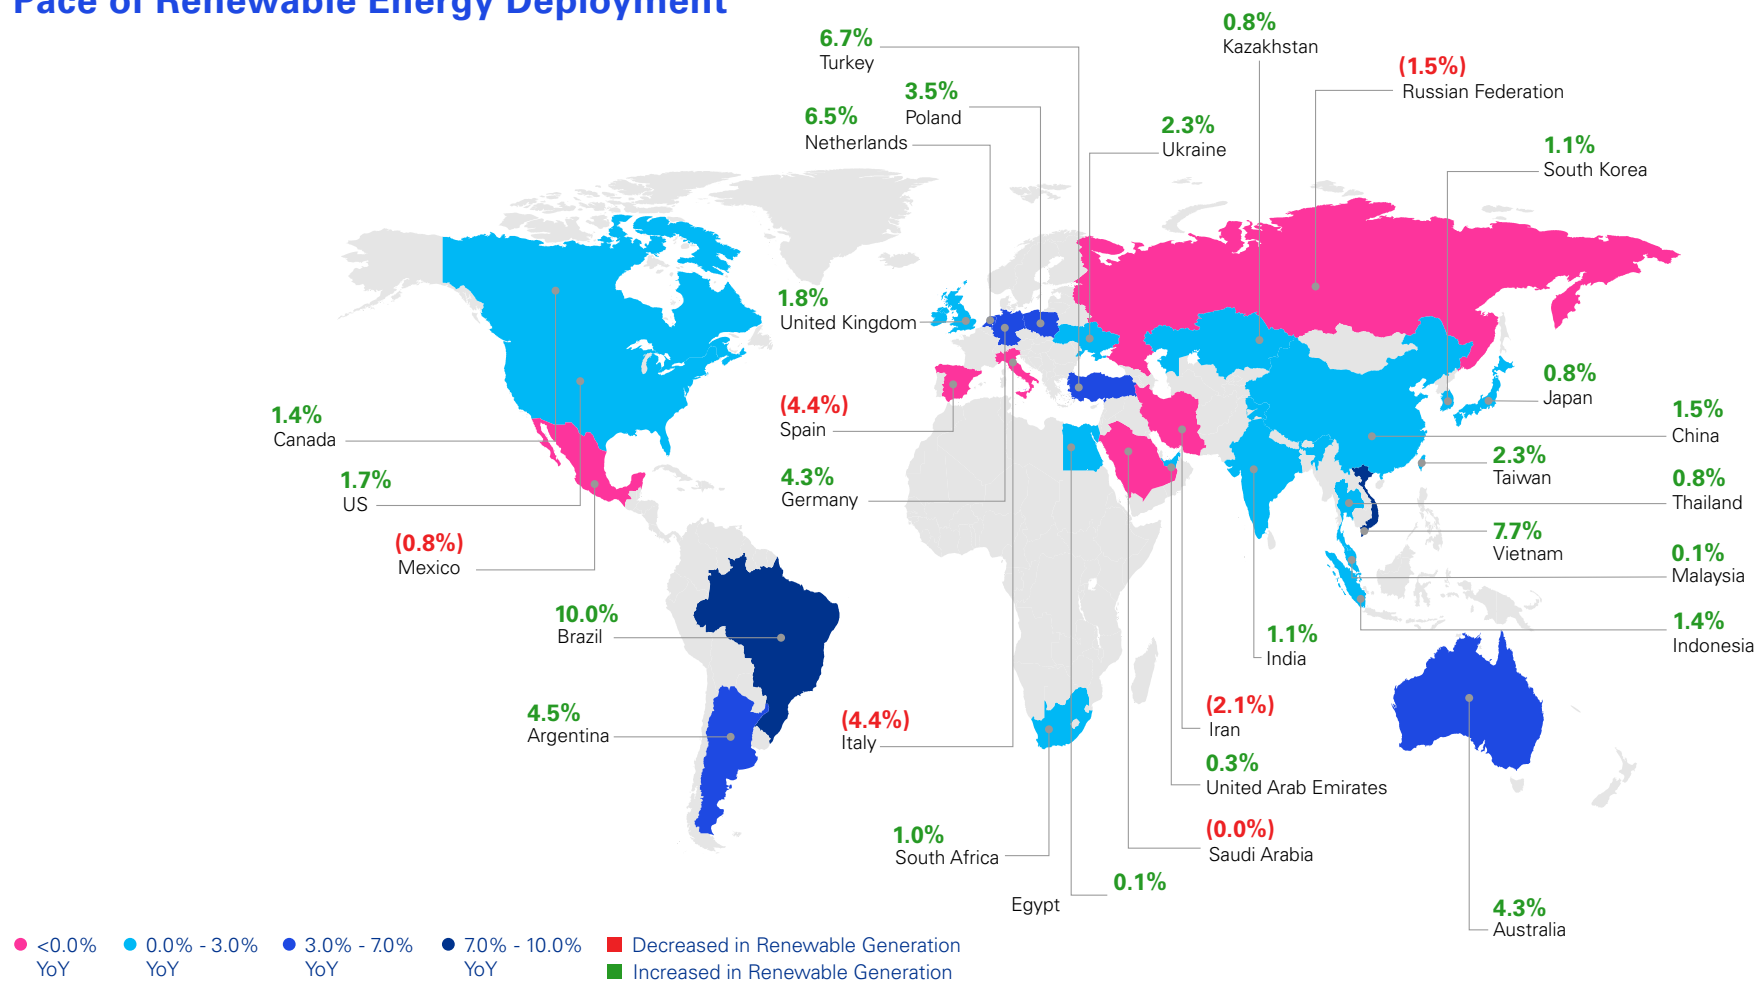 Pace of Renewable Energy Deployment
0.8%
Kazakhstan
6.7%
Turkey
(1.5%)
Russian Federation
3.5%
Poland
6.5%
Netherlands
2.3%
Ukraine
1.1%
South Korea
1.8%
United Kingdom
0.8%
Japan
(4.4%)
Spain
1.4%
Canada
1.5%
China
2.3%
Taiwan
1.7%
US
4.3%
Germany
0.8%
Thailand
7.7%
Vietnam
(0.8%)
Mexico
0.1%
Malaysia
10.0%
Brazil
1.4%
Indonesia
1.1%
India
4.5%
Argentina
(4.4%)
Italy
(2.1%)
Iran
0.3%
United Arab Emirates
1.0%
South Africa
(0.0%)
Saudi Arabia
0.1%
Egypt
4.3%
Australia
<0.0%
YoY
0.0% - 3.0%
YoY
3.0% - 7.0%
YoY
7.0% - 10.0%
YoY
Decreased in Renewable Generation
Increased in Renewable Generation